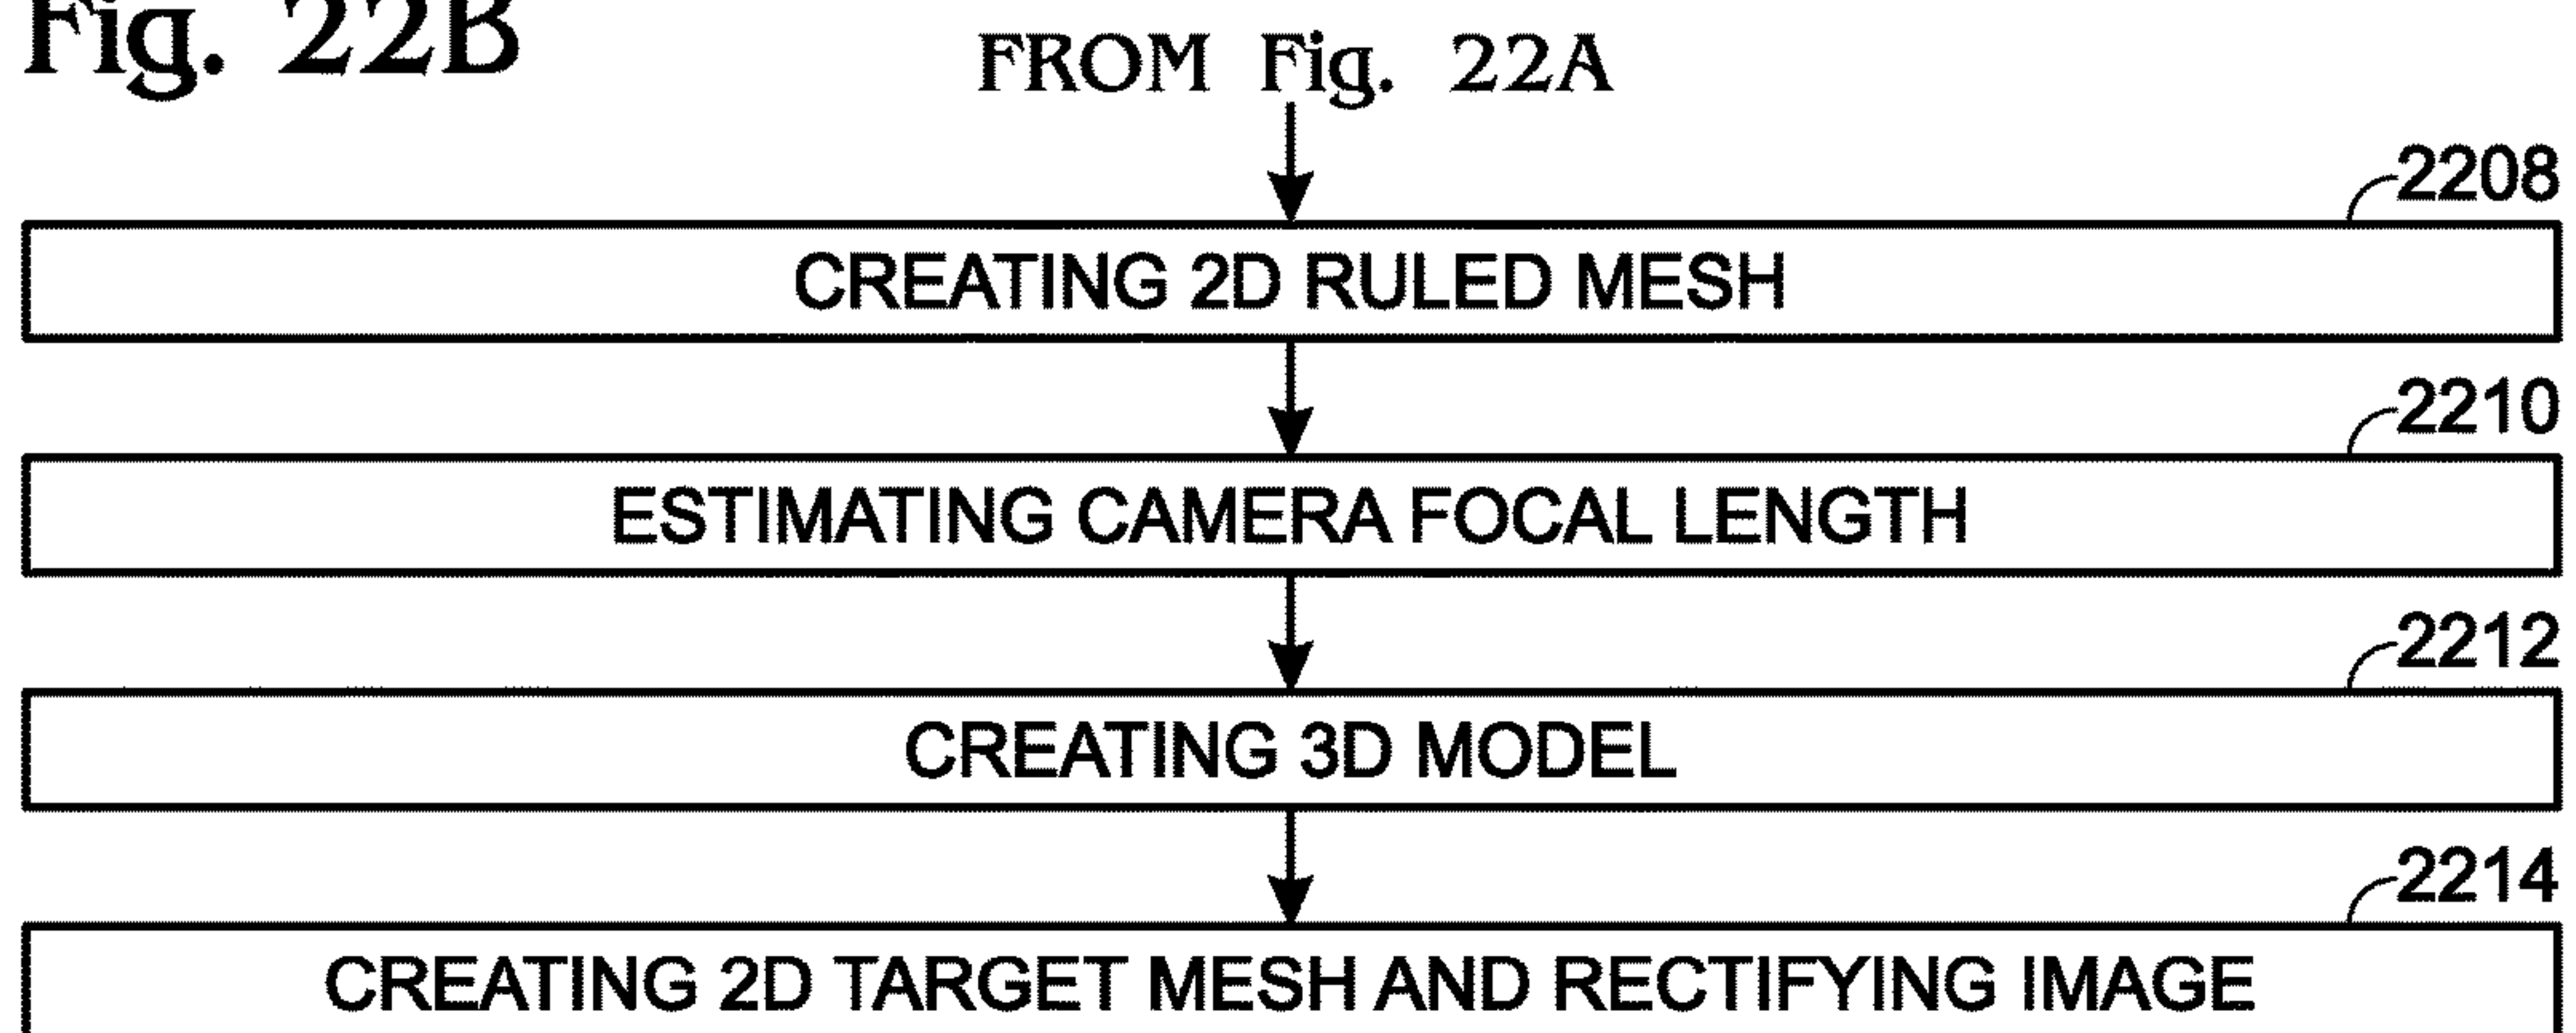 Fig. 22B
FROM Fig. 22A
2208
CREATING 2D RULED MESH
2210
ESTIMATING CAMERA FOCAL LENGTH
2212
CREATING 3D MODEL
2214
CREATING 2D TARGET MESH AND RECTIFYING IMAGE